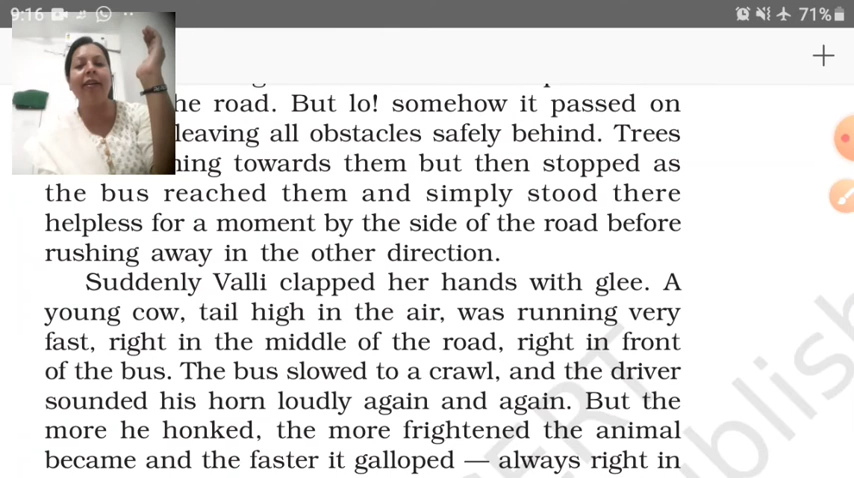 9:16
71%
he road. But lo! somehow it passed on
leaving all obstacles safely behind. Trees
ning towards them but then stopped as
the bus reached them and simply stood there
helpless for a moment by the side of the road before
rushing away in the other direction.
Suddenly Valli clapped her hands with glee. A
young cow, tail high in the air, was running very
fast, right in the middle of the road, right in front
of the bus. The bus slowed to a crawl, and the driver
sounded his horn loudly again and again. But the
more he honked, the more frightened the animal
became and the faster it galloped — always right in